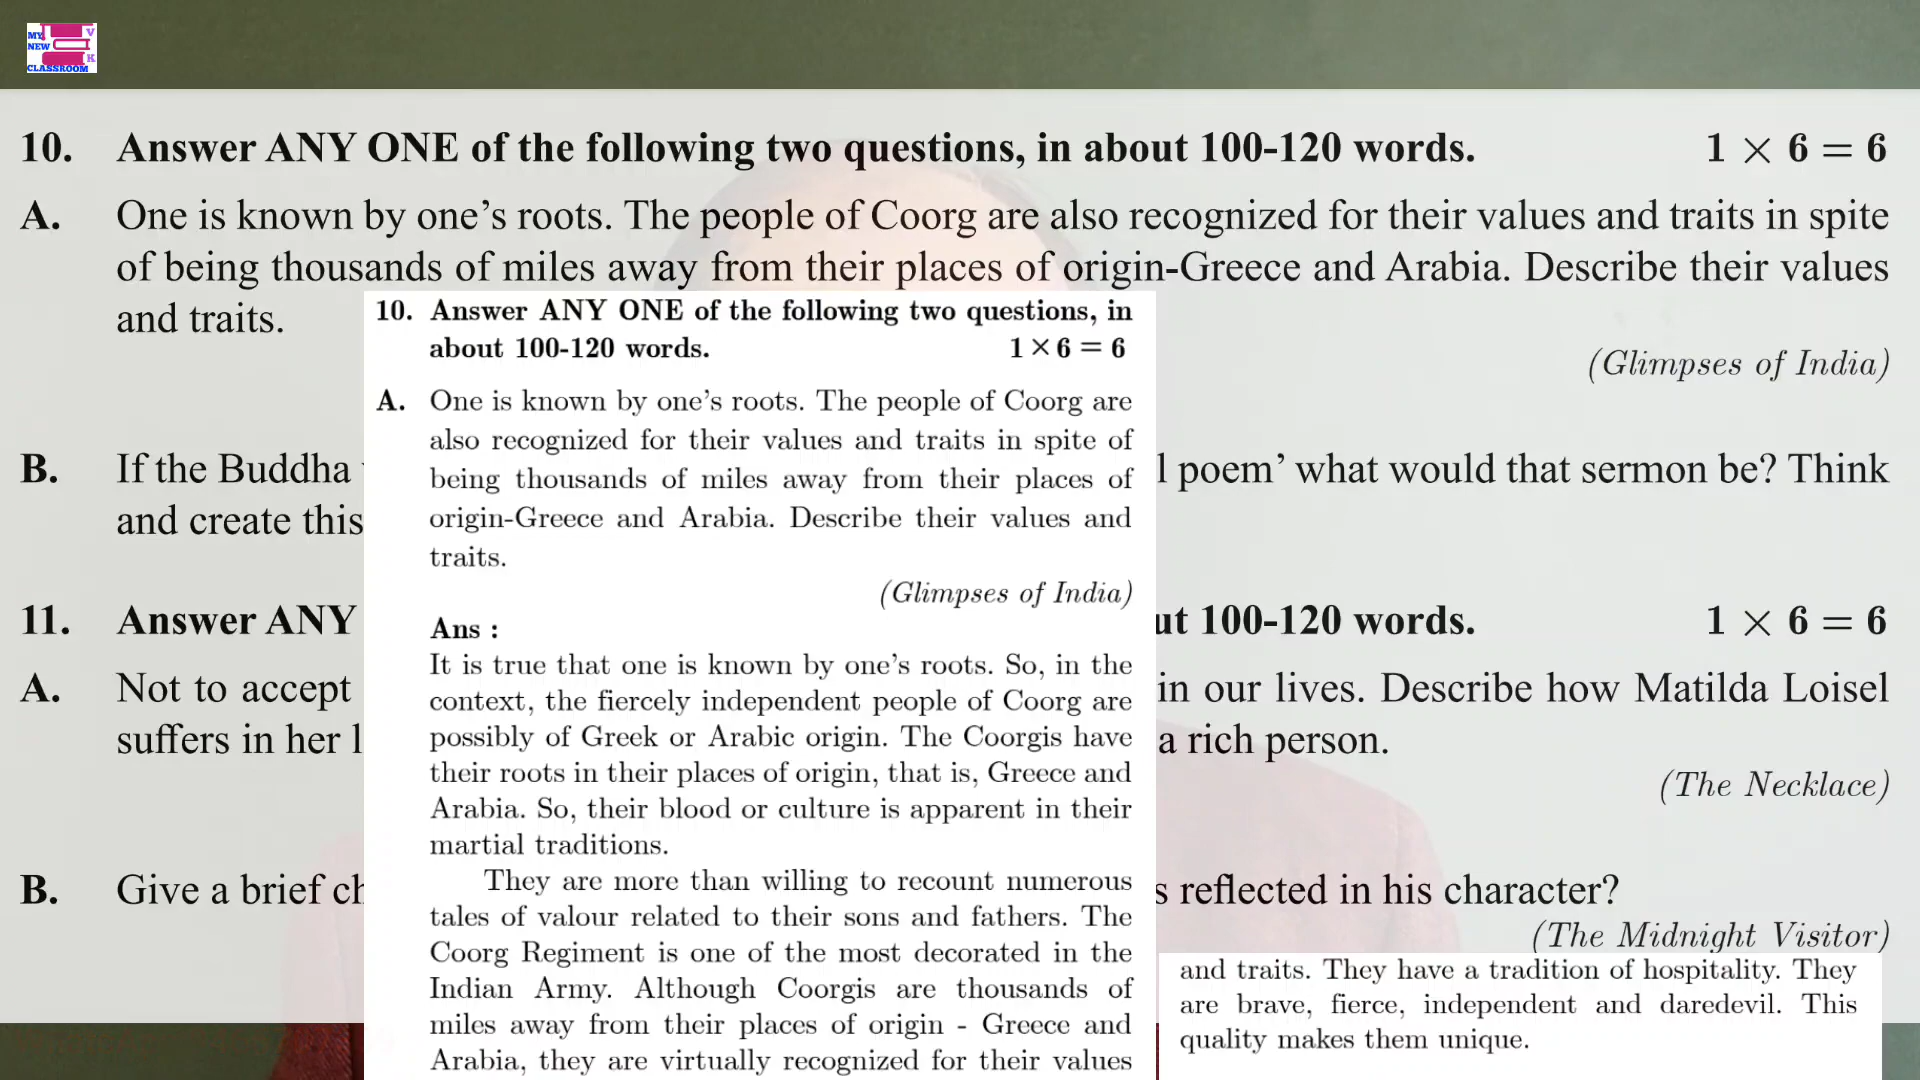 MY V
NEW
K
CLASSROOM
10. Answer ANY ONE of the following two questions, in about 100-120 words. 1 × 6 = 6
A. One is known by one's roots. The people of Coorg are also recognized for their values and traits in spite
of being thousands of miles away from their places of origin-Greece and Arabia. Describe their values
and traits.
(Glimpses of India)
B. If the Buddha l poem' what would that sermon be? Think
and create this
11. Answer ANY ut 100-120 words. 1 × 6 = 6
A. Not to accept in our lives. Describe how Matilda Loisel
suffers in her l a rich person.
(The Necklace)
B. Give a brief ch s reflected in his character?
(The Midnight Visitor)
10. Answer ANY ONE of the following two questions, in
about 100-120 words. 1 × 6 = 6
A. One is known by one's roots. The people of Coorg are
also recognized for their values and traits in spite of
being thousands of miles away from their places of
origin-Greece and Arabia. Describe their values and
traits.
(Glimpses of India)
Ans :
It is true that one is known by one's roots. So, in the
context, the fiercely independent people of Coorg are
possibly of Greek or Arabic origin. The Coorgis have
their roots in their places of origin, that is, Greece and
Arabia. So, their blood or culture is apparent in their
martial traditions.
They are more than willing to recount numerous
tales of valour related to their sons and fathers. The
Coorg Regiment is one of the most decorated in the
Indian Army. Although Coorgis are thousands of
miles away from their places of origin - Greece and
Arabia, they are virtually recognized for their values
and traits. They have a tradition of hospitality. They
are brave, fierce, independent and daredevil. This
quality makes them unique.